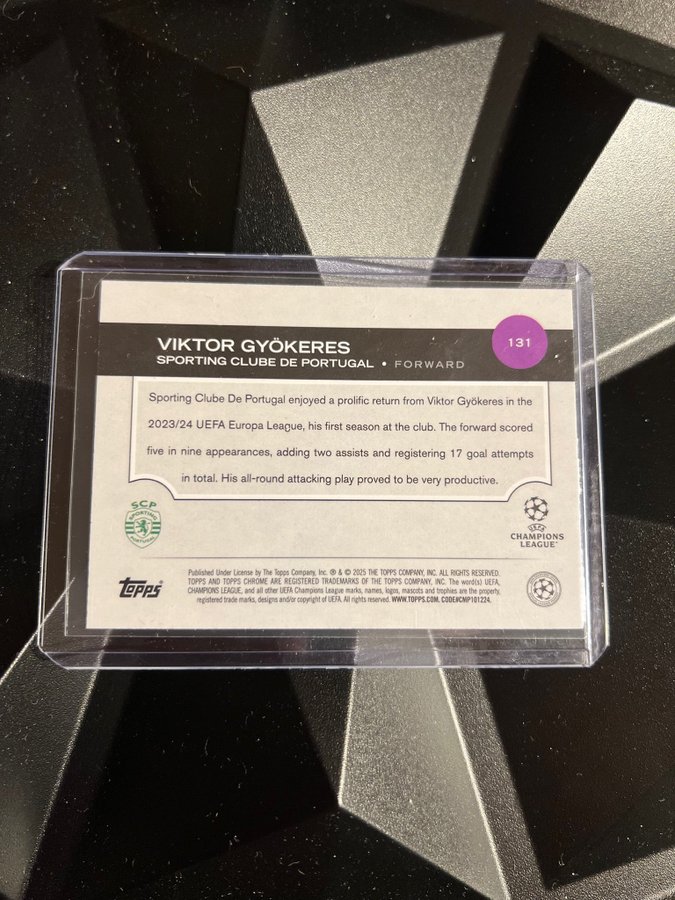 VIKTOR GYÖKERES
131
SPORTING CLUBE DE PORTUGAL • FORWARD
Sporting Clube De Portugal enjoyed a prolific return from Viktor Gyökeres in the
2023/24 UEFA Europa League, his first season at the club. The forward scored
five in nine appearances, adding two assists and registering 17 goal attempts
in total. His all-round attacking play proved to be very productive.
SCP
SPORTING
PORTUGAL
UEFA
CHAMPIONS
LEAGUE™
topps®
Published Under License by The Topps Company, Inc. ® & © 2025 THE TOPPS COMPANY, INC. ALL RIGHTS RESERVED.
TOPPS AND TOPPS CHROME ARE REGISTERED TRADEMARKS OF THE TOPPS COMPANY, INC. The word(s) UEFA,
CHAMPIONS LEAGUE, and all other UEFA Champions League marks, names, logos, mascots and trophies are the property,
registered trade marks, designs and/or copyright of UEFA. All rights reserved. WWW.TOPPS.COM. CODE#CMP101224.